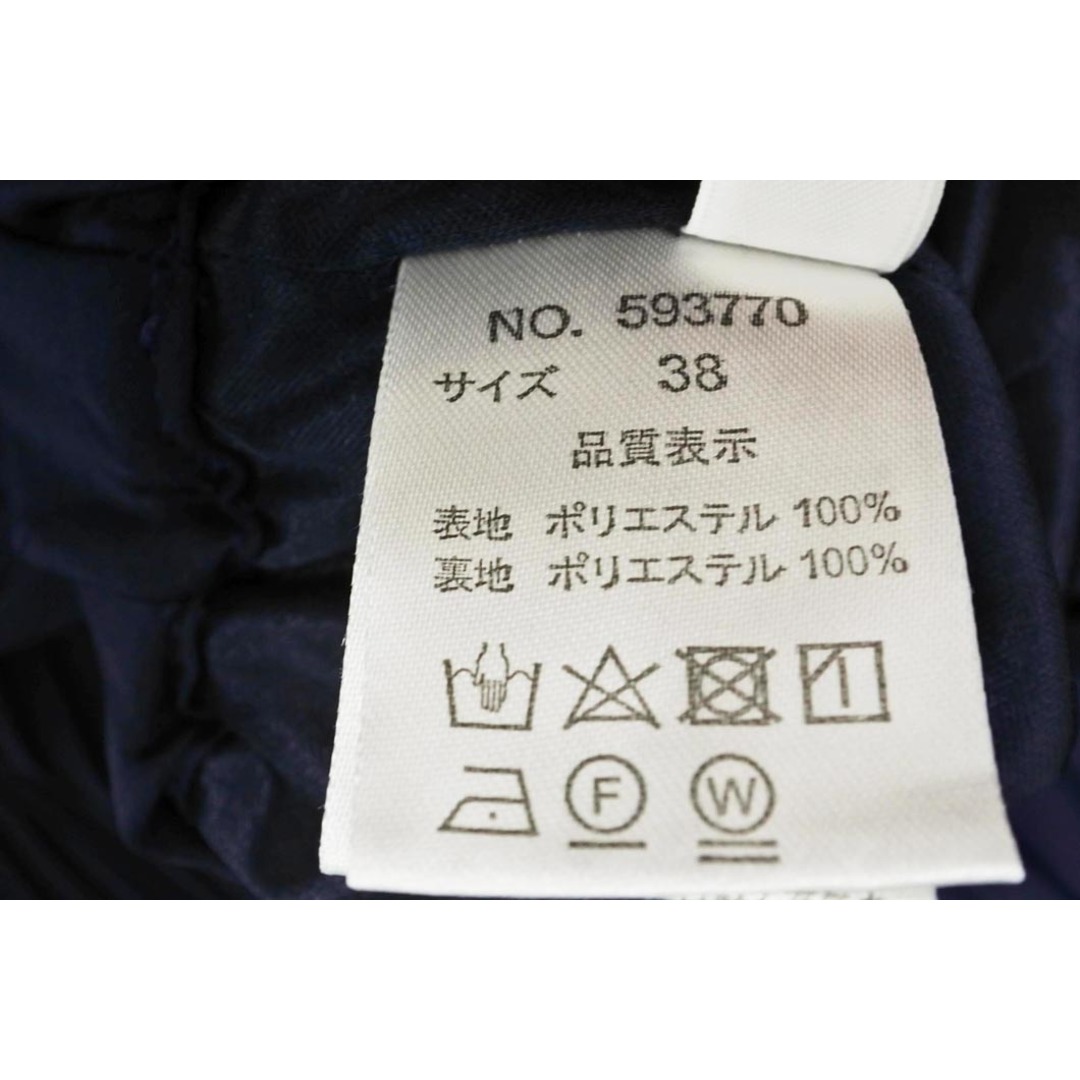 NO. 593770
サイズ 38
品質表示
表地 ポリエステル 100%
裏地 ポリエステル 100%
F W